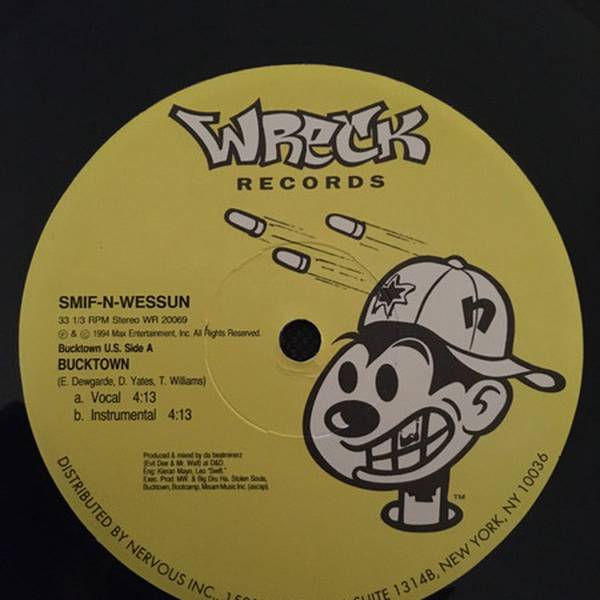 WRECK
RECORDS
SMIF-N-WESSUN
33 1/3 RPM Stereo WR 20069
℗ & © 1994 Max Entertainment, Inc. All Rights Reserved.
Bucktown U.S. Side A
BUCKTOWN
(E. Dewgarde, D. Yates, T. Williams)
a. Vocal 4:13
b. Instrumental 4:13
Produced & mixed by da beatminerz
(Evil Dee & Mr. Walt) at D&D.
Eng: Kieran Mayo, Leo "Swift."
Exec. Prod: MW. & Big Dru Ha. Stolen Souls,
Bucktown, Bootcamp, Misam Music Inc. (ascap).
n
TM
DISTRIBUTED BY NERVOUS INC., SUITE 1314B, NEW YORK, NY 10036